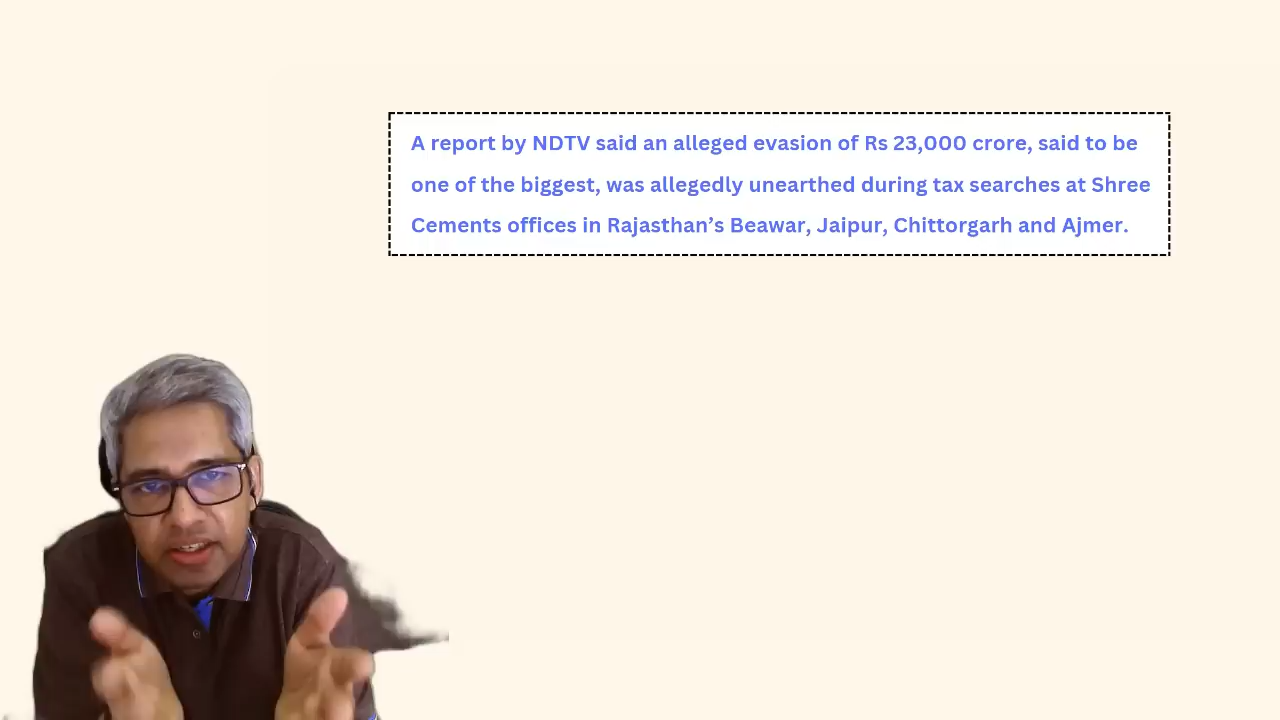 A report by NDTV said an alleged evasion of Rs 23,000 crore, said to be
one of the biggest, was allegedly unearthed during tax searches at Shree
Cements offices in Rajasthan’s Beawar, Jaipur, Chittorgarh and Ajmer.